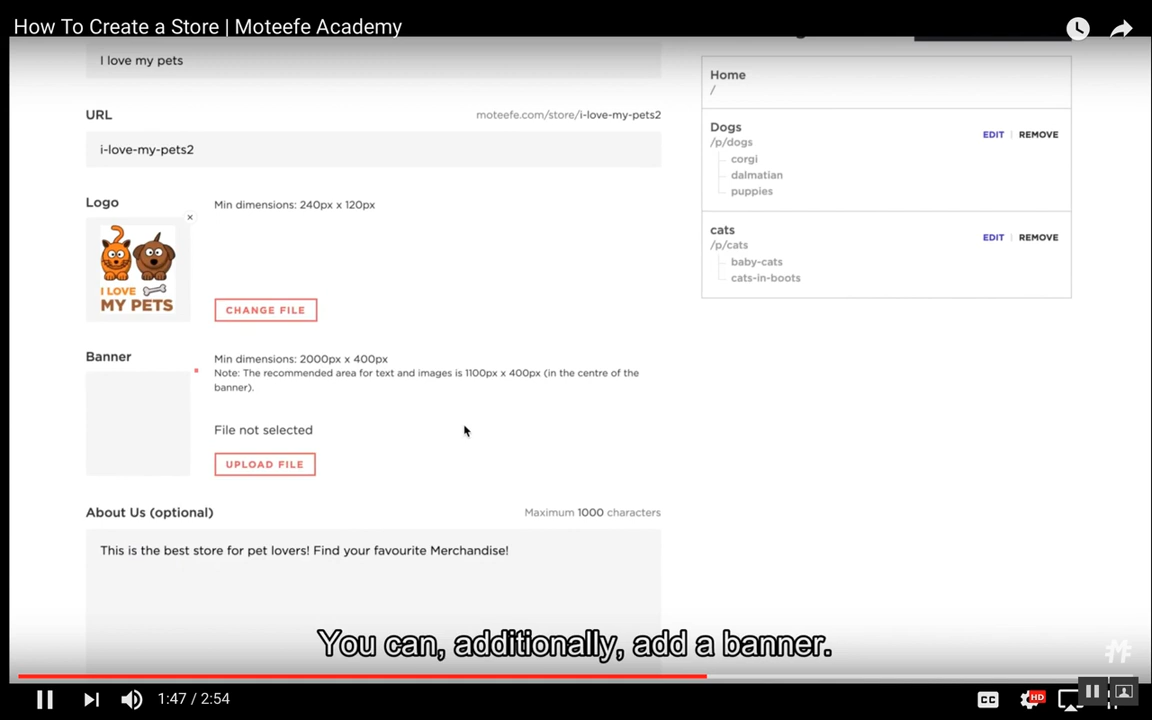 How To Create a Store | Moteefe Academy
I love my pets
URL
moteefe.com/store/i-love-my-pets2
i-love-my-pets2
Logo
Min dimensions: 240px x 120px
I LOVE
MY PETS
CHANGE FILE
Banner
Min dimensions: 2000px x 400px
Note: The recommended area for text and images is 1100px x 400px (in the centre of the
banner).
File not selected
UPLOAD FILE
About Us (optional)
Maximum 1000 characters
This is the best store for pet lovers! Find your favourite Merchandise!
Home
/
Dogs
/p/dogs
EDIT | REMOVE
corgi
dalmatian
puppies
cats
/p/cats
EDIT | REMOVE
baby-cats
cats-in-boots
You can, additionally, add a banner.
1:47 / 2:54
CC
HD